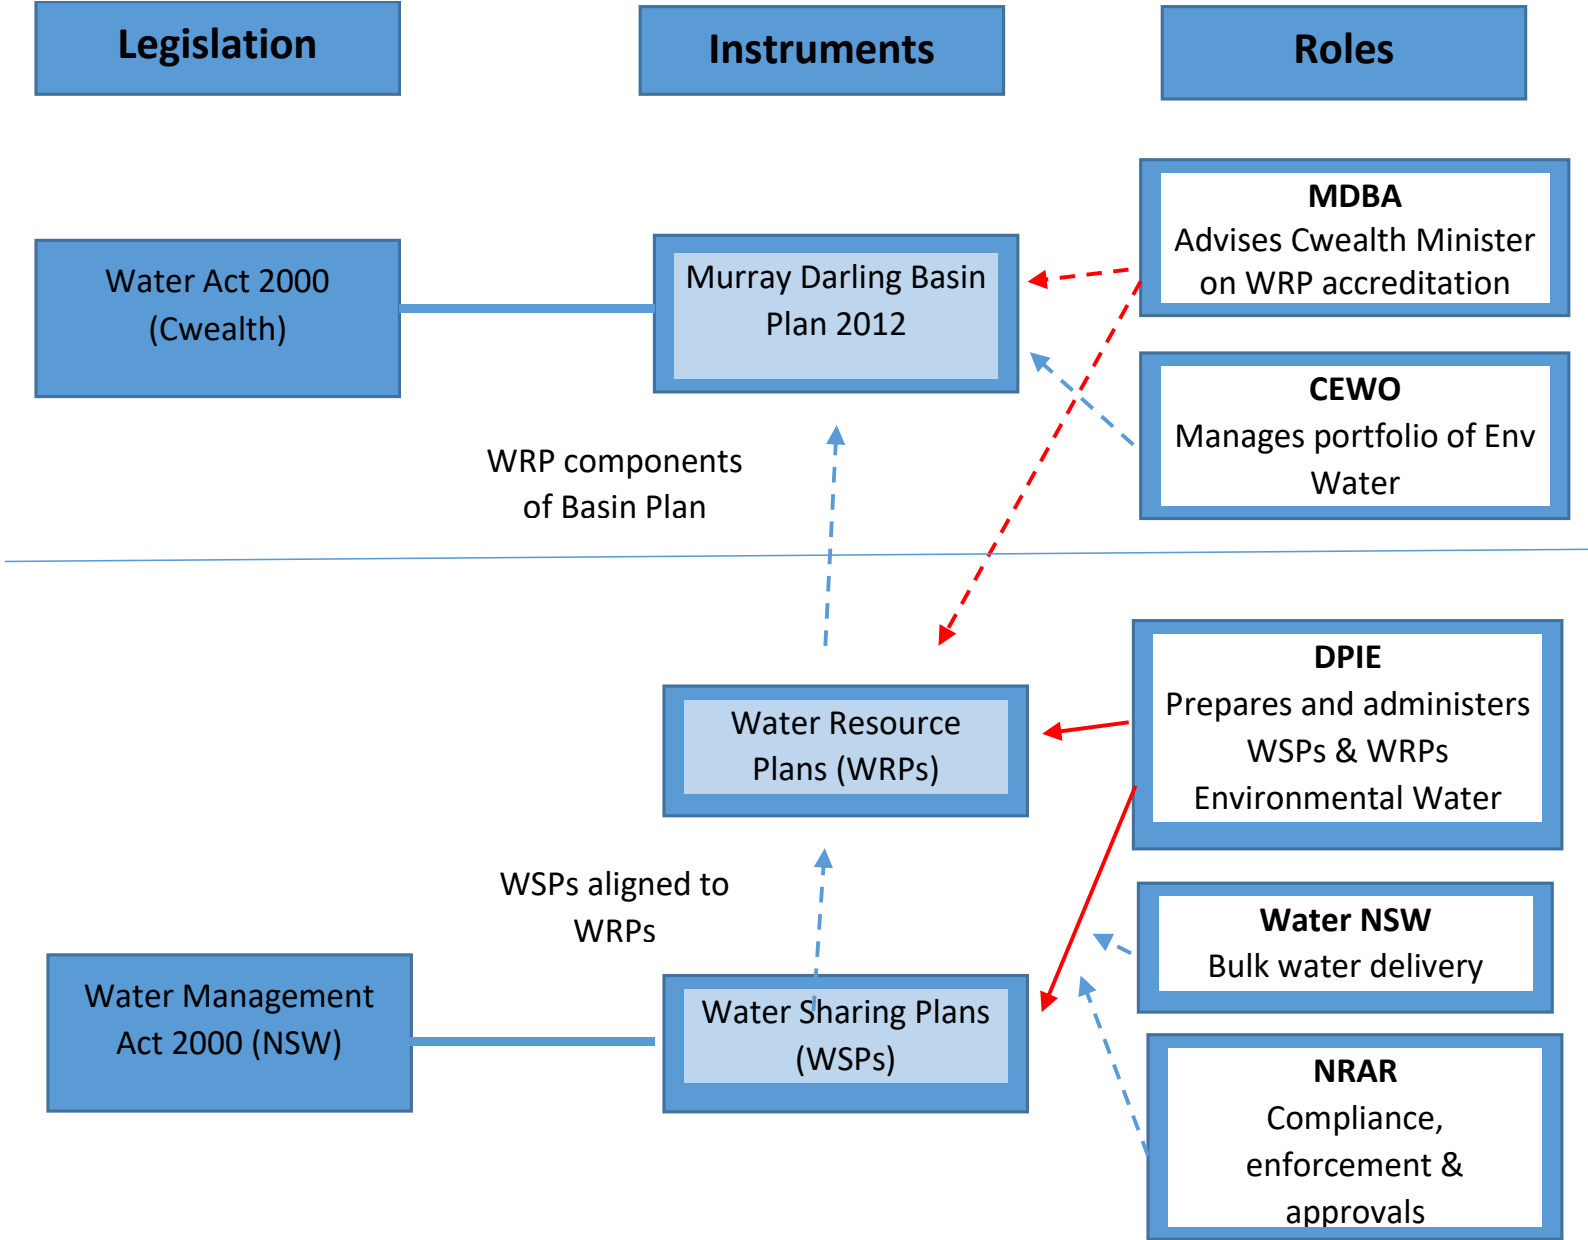 Legislation
Instruments
Roles
MDBA
Advises Cwealth Minister
on WRP accreditation
Water Act 2000
(Cwealth)
Murray Darling Basin
Plan 2012
CEWO
Manages portfolio of Env
Water
WRP components
of Basin Plan
DPIE
Prepares and administers
WSPs & WRPs
Environmental Water
Water Resource
Plans (WRPs)
WSPs aligned to
WRPs
Water NSW
Bulk water delivery
Water Management
Act 2000 (NSW)
Water Sharing Plans
(WSPs)
NRAR
Compliance,
enforcement &
approvals